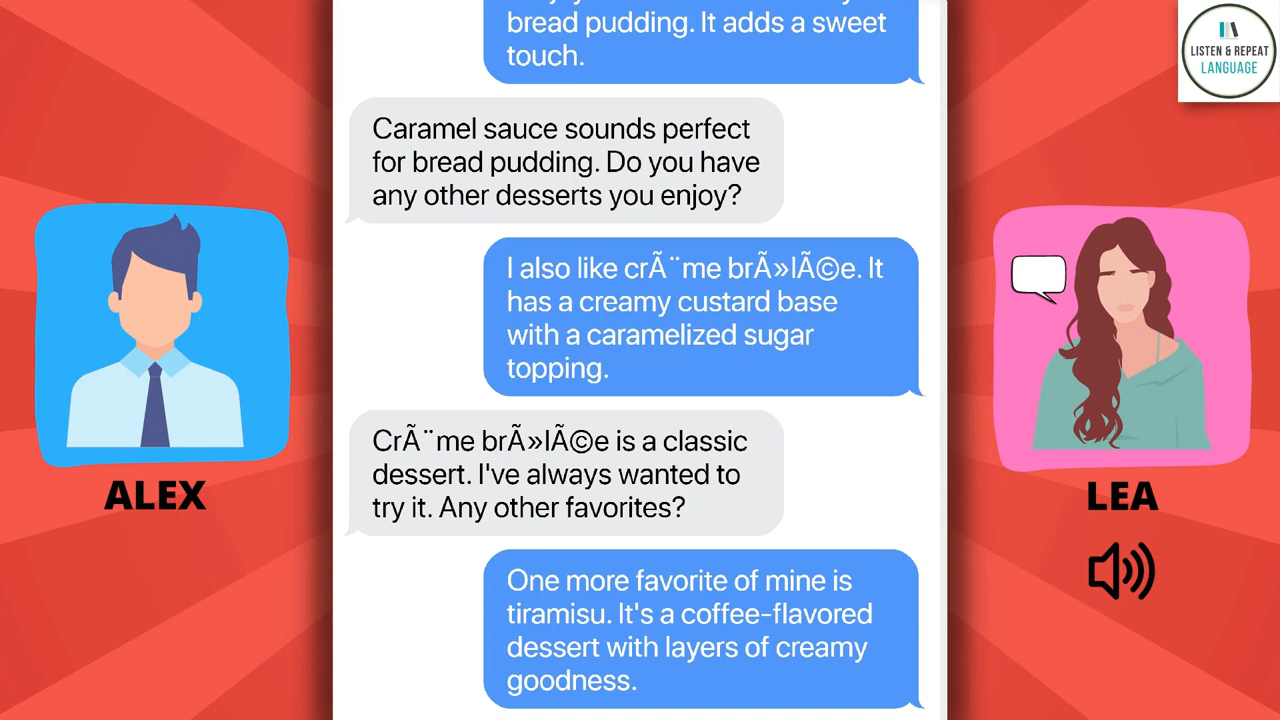 bread pudding. It adds a sweet
touch.
Caramel sauce sounds perfect
for bread pudding. Do you have
any other desserts you enjoy?
I also like crÃ¨me brÃ»lÃ©e. It
has a creamy custard base
with a caramelized sugar
topping.
CrÃ¨me brÃ»lÃ©e is a classic
dessert. I've always wanted to
try it. Any other favorites?
One more favorite of mine is
tiramisu. It's a coffee-flavored
dessert with layers of creamy
goodness.
ALEX
LEA
LISTEN & REPEAT
LANGUAGE